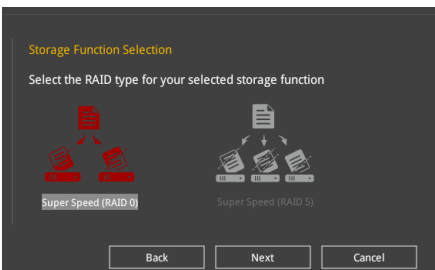 Storage Function Selection
Select the RAID type for your selected storage function
Super Speed (RAID 0)
Super Speed (RAID 5)
Back
Next
Cancel